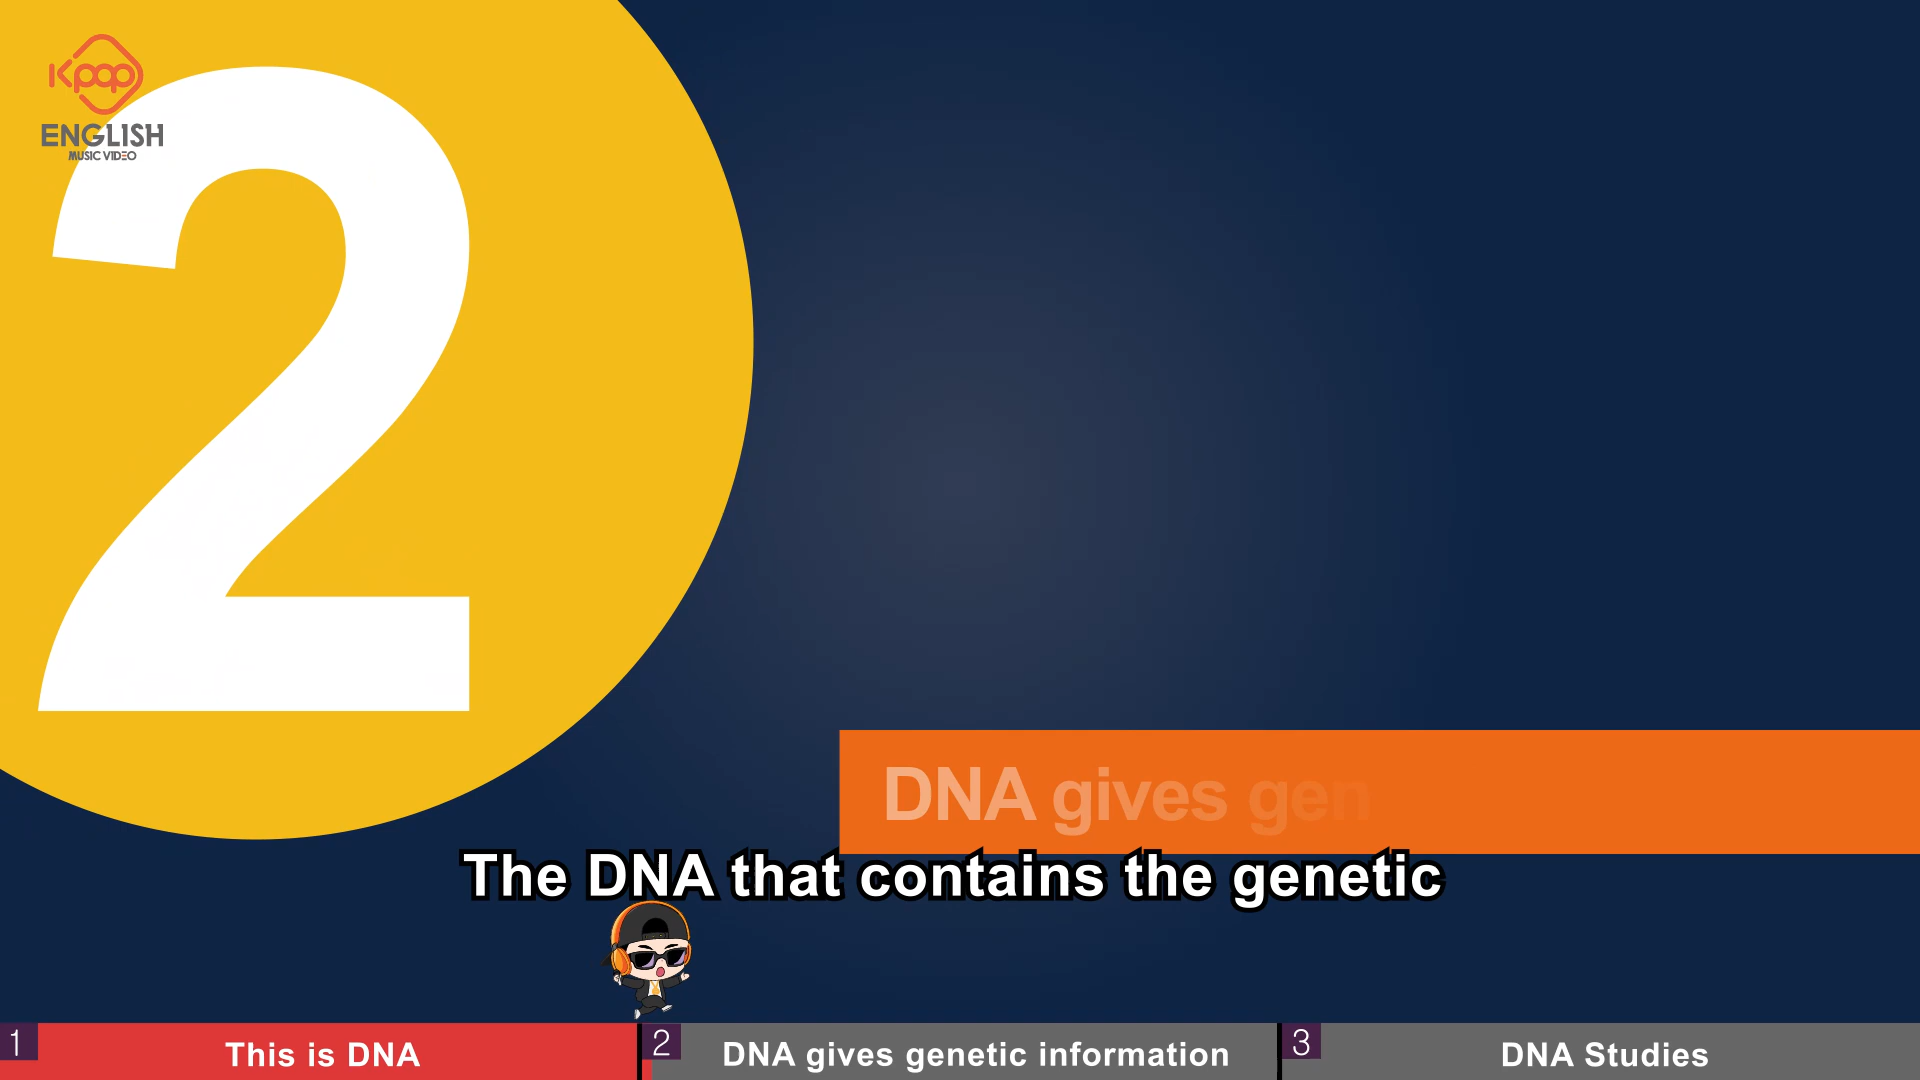 Kpop
ENGLISH
MUSIC VIDEO
2
DNA gives gen
The DNA that contains the genetic
1 This is DNA
2 DNA gives genetic information
3 DNA Studies